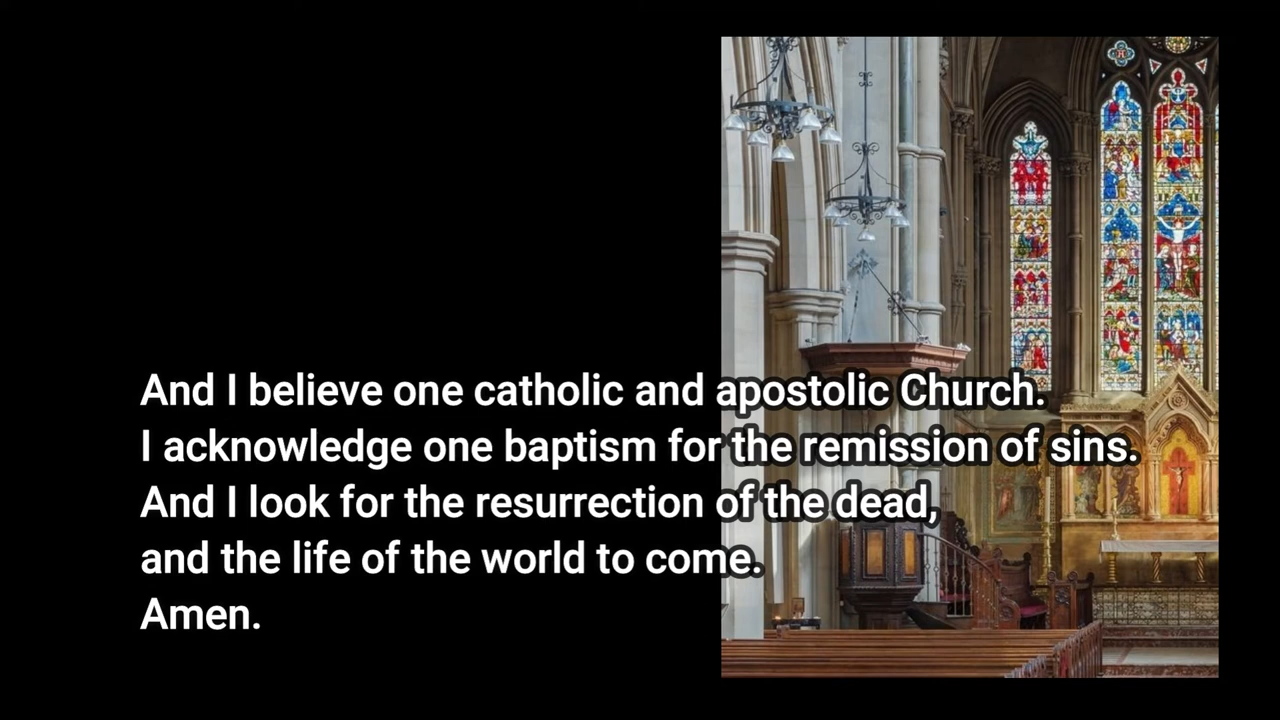 And I believe one catholic and apostolic Church.
I acknowledge one baptism for the remission of sins.
And I look for the resurrection of the dead,
and the life of the world to come.
Amen.